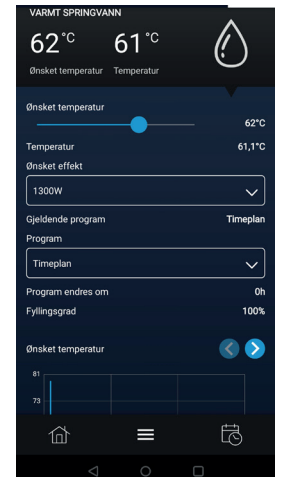 VARMT SPRINGVANN
62°C 61°C
Ønsket temperatur Temperatur
Ønsket temperatur
62°C
Temperatur 61,1°C
Ønsket effekt
1300W
Gjeldende program Timeplan
Program
Timeplan
Program endres om 0h
Fyllingsgrad 100%
Ønsket temperatur
81
73